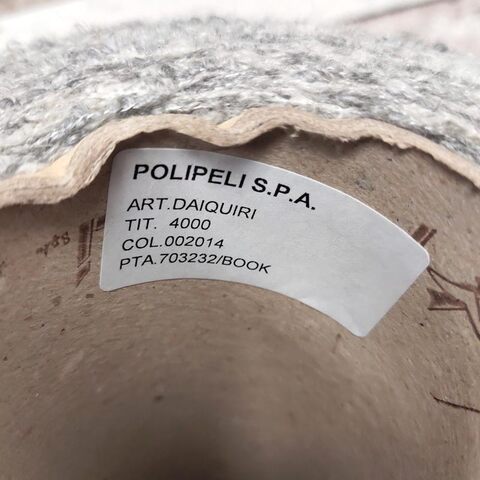 POLIPELI S.P.A.
ART.DAIQUIRI
TIT. 4000
COL.002014
PTA.703232/BOOK